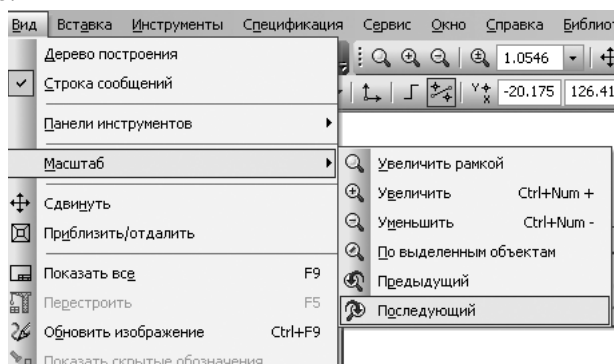 Вид Вставка Инструменты Спецификация Сервис Окно Справка
Дерево построения
1.0546
Строка сообщений
-20.175 126.41
Панели инструментов
Масштаб
Увеличить рамкой
Сдвинуть
Увеличить Ctrl+Num +
Приблизить/отдалить
Уменьшить Ctrl+Num -
По выделенным объектам
Показать все F9
Предыдущий
Перестроить F5
Последующий
Обновить изображение Ctrl+F9
Показать скрытые обозначения